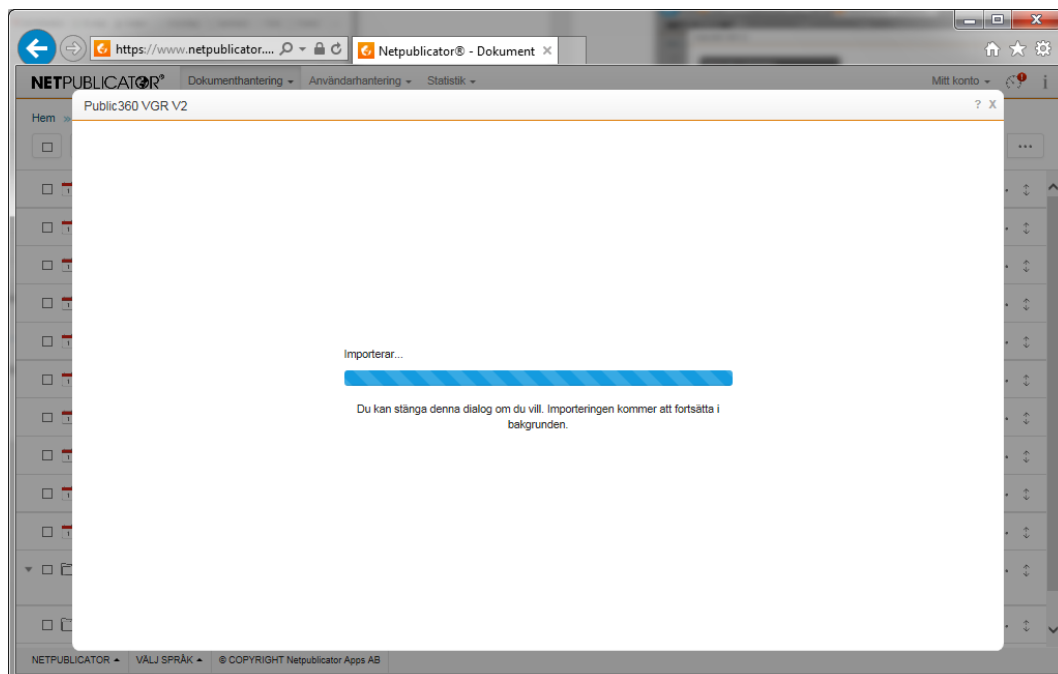 https://www.netpublicator....
Netpublicator® - Dokument
NETPUBLICATOR® Dokumenthantering Användarhantering Statistik Mitt konto
Public360 VGR V2 ? X
Hem »
Importerar...
Du kan stänga denna dialog om du vill. Importeringen kommer att fortsätta i
bakgrunden.
NETPUBLICATOR VÄLJ SPRÅK © COPYRIGHT Netpublicator Apps AB